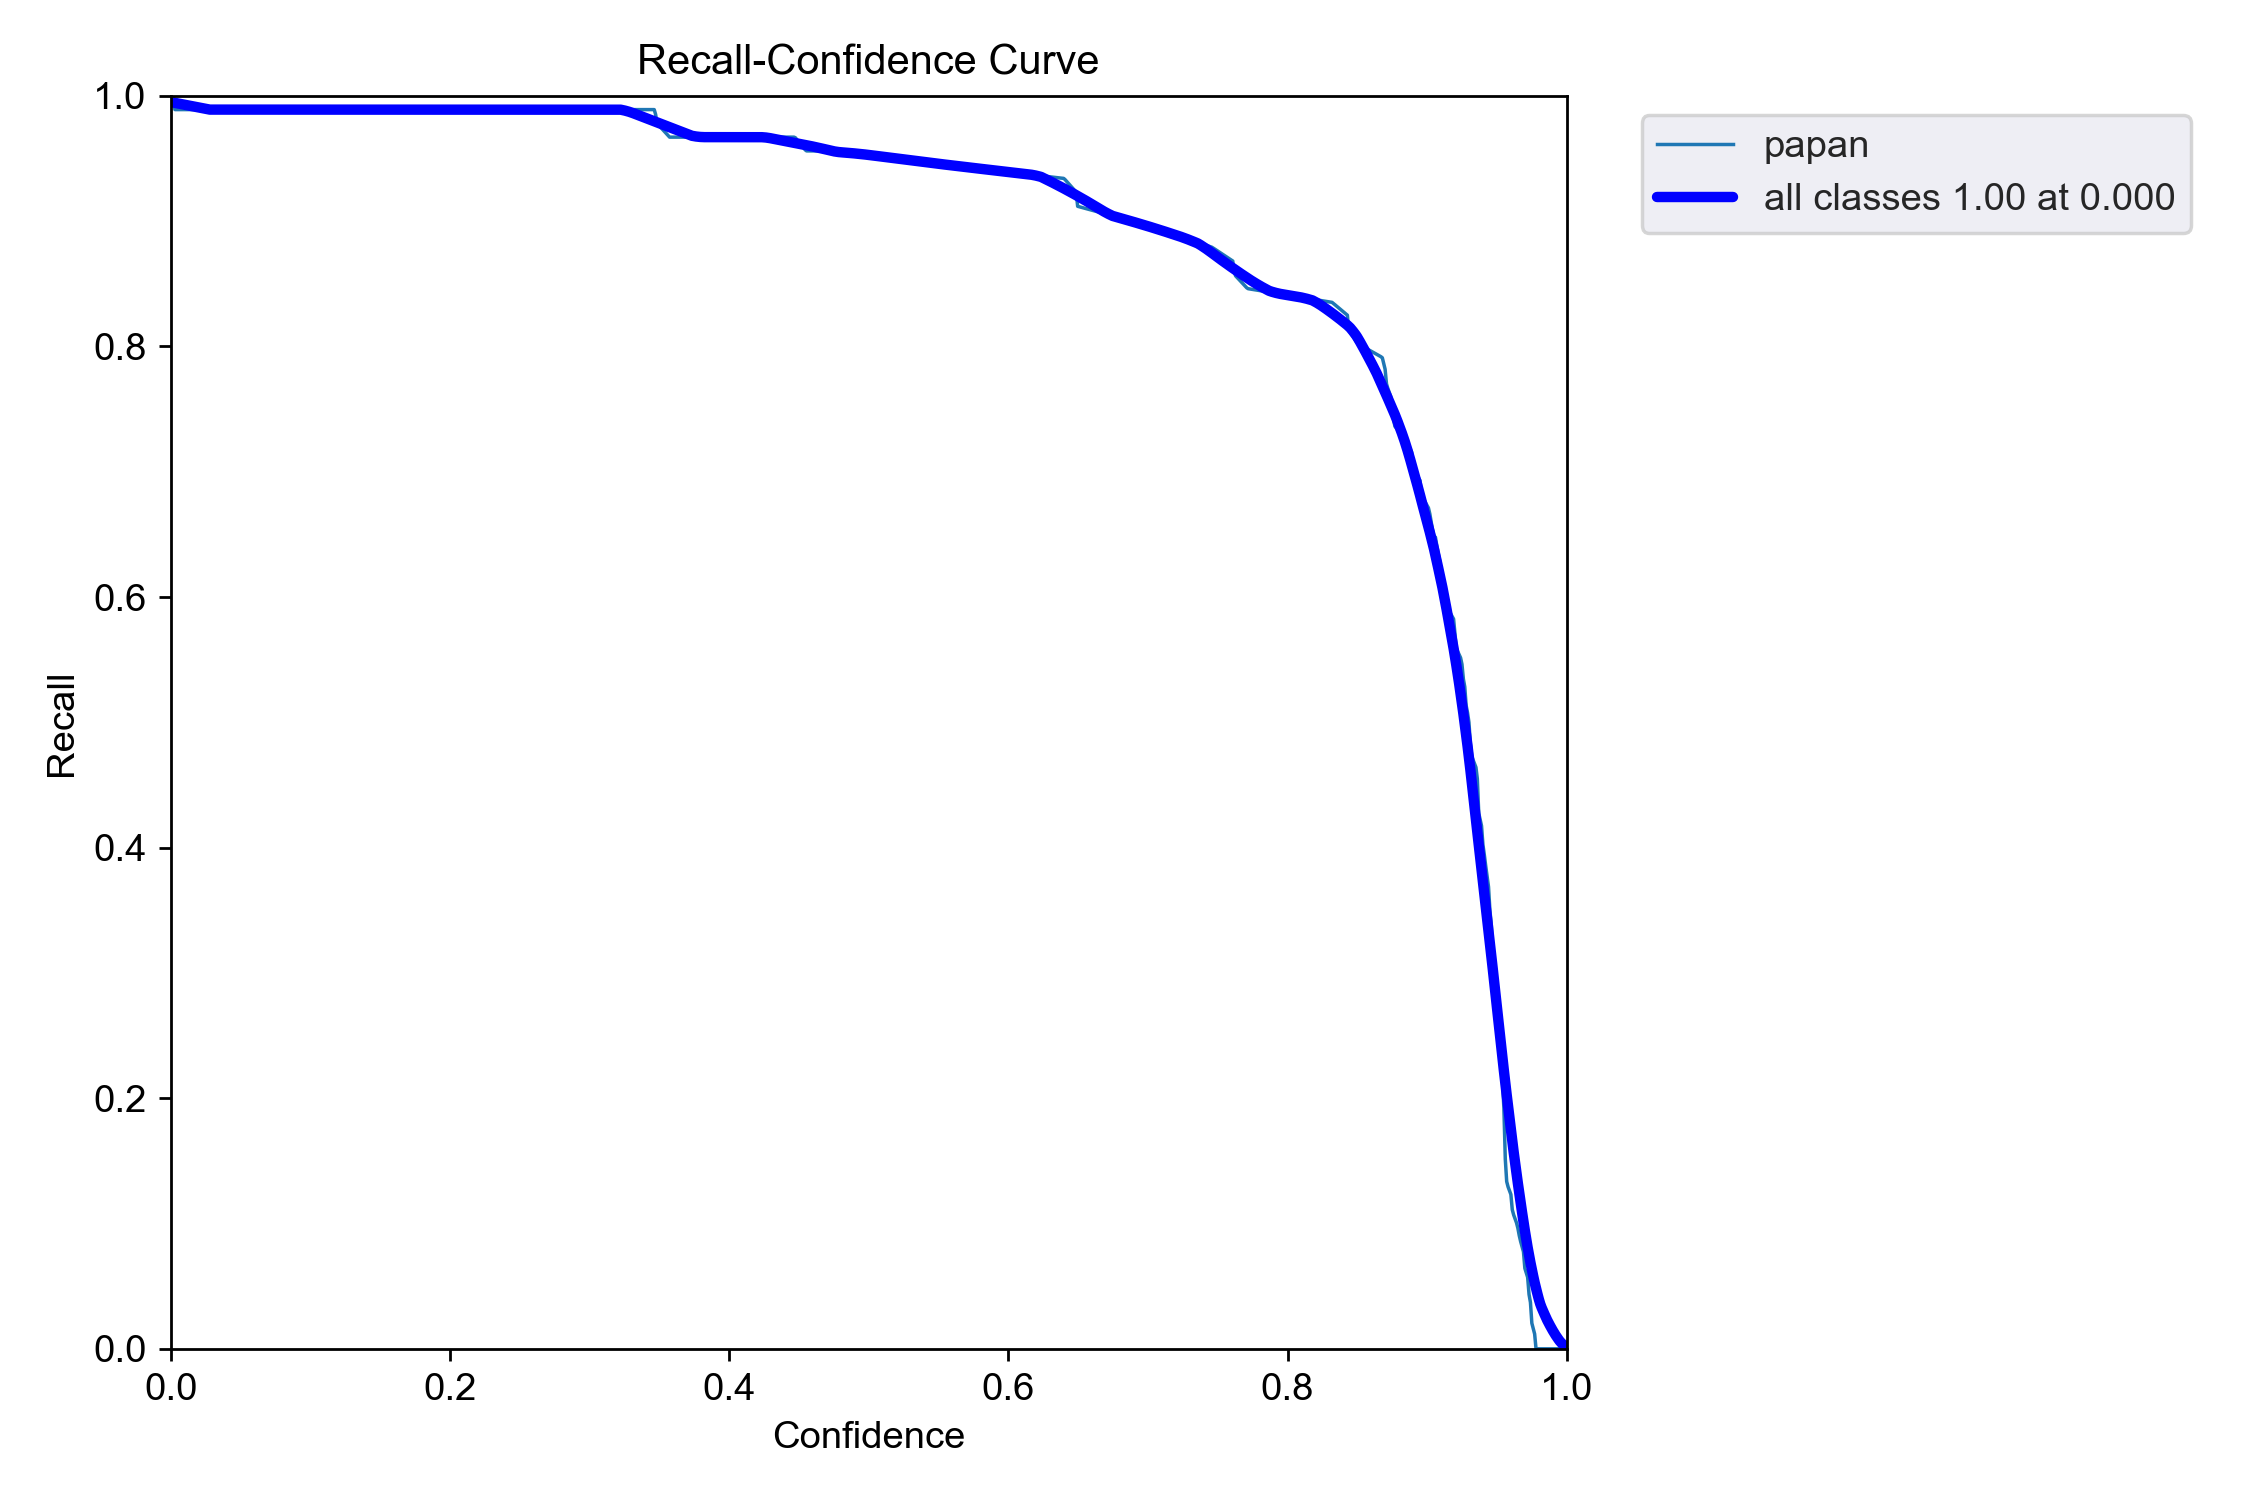 Recall-Confidence Curve
1.0
0.8
0.6
0.4
0.2
0.0
Recall
0.0 0.2 0.4 0.6 0.8 1.0
Confidence
papan
all classes 1.00 at 0.000